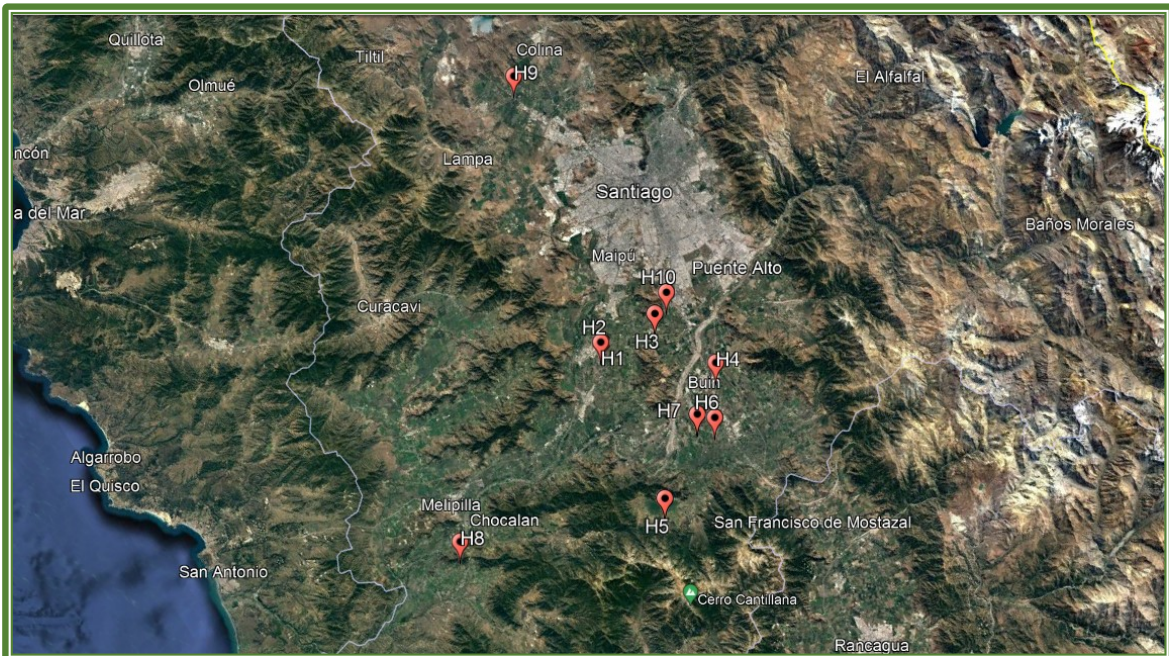 Quillota
Tiltil
Colina
H9
El Alfalfal
Olmué
ncón
Lampa
Santiago
a del Mar
Baños Morales
Maipú
Puente Alto
H10
Curacavi
H2
H3
H1
H4
Buin
H7
H6
Algarrobo
El Quisco
Melipilla
Chocalan
H5
San Francisco de Mostazal
H8
San Antonio
Cerro Cantillana
Rancagua